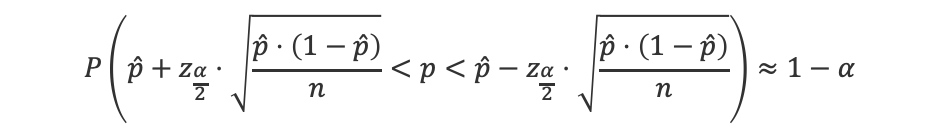 P(p̂ + z_{α/2} · √(p̂ · (1 − p̂)/n) < p < p̂ − z_{α/2} · √(p̂ · (1 − p̂)/n)) ≈ 1 − α